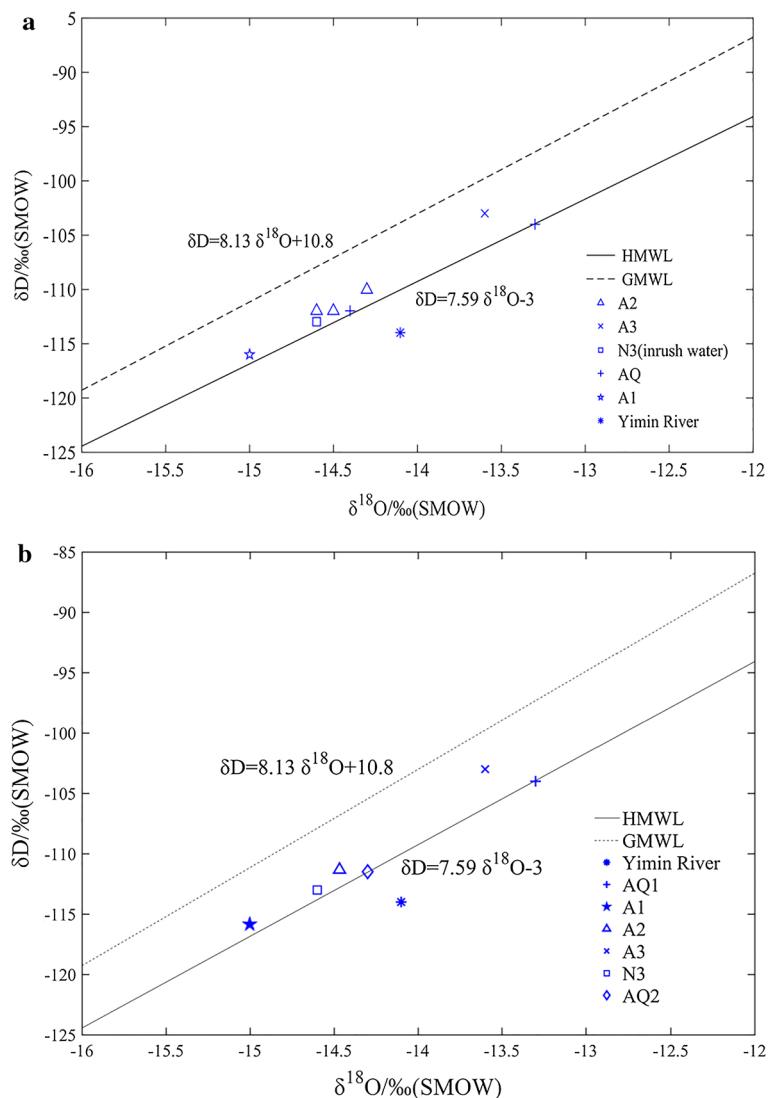 a
5
-90
-95
-100
-105
-110
-115
-120
-125
δD/‰(SMOW)
δD=8.13 δ18O+10.8
δD=7.59 δ18O-3
HMWL
GMWL
A2
A3
N3(inrush water)
AQ
A1
Yimin River
-16 -15 -14.5 -14 -13.5 -13 -12.5 -12
δ18O/‰(SMOW)
b
-85
-90
-95
-100
-105
-110
-115
-120
-125
δD/‰(SMOW)
δD=8.13 δ18O+10.8
δD=7.59 δ18O-3
HMWL
GMWL
Yimin River
AQ1
A1
A2
A3
N3
AQ2
-16 -15.5 -15 -14.5 -14 -13.5 -13 -12.5 -12
δ18O/‰(SMOW)